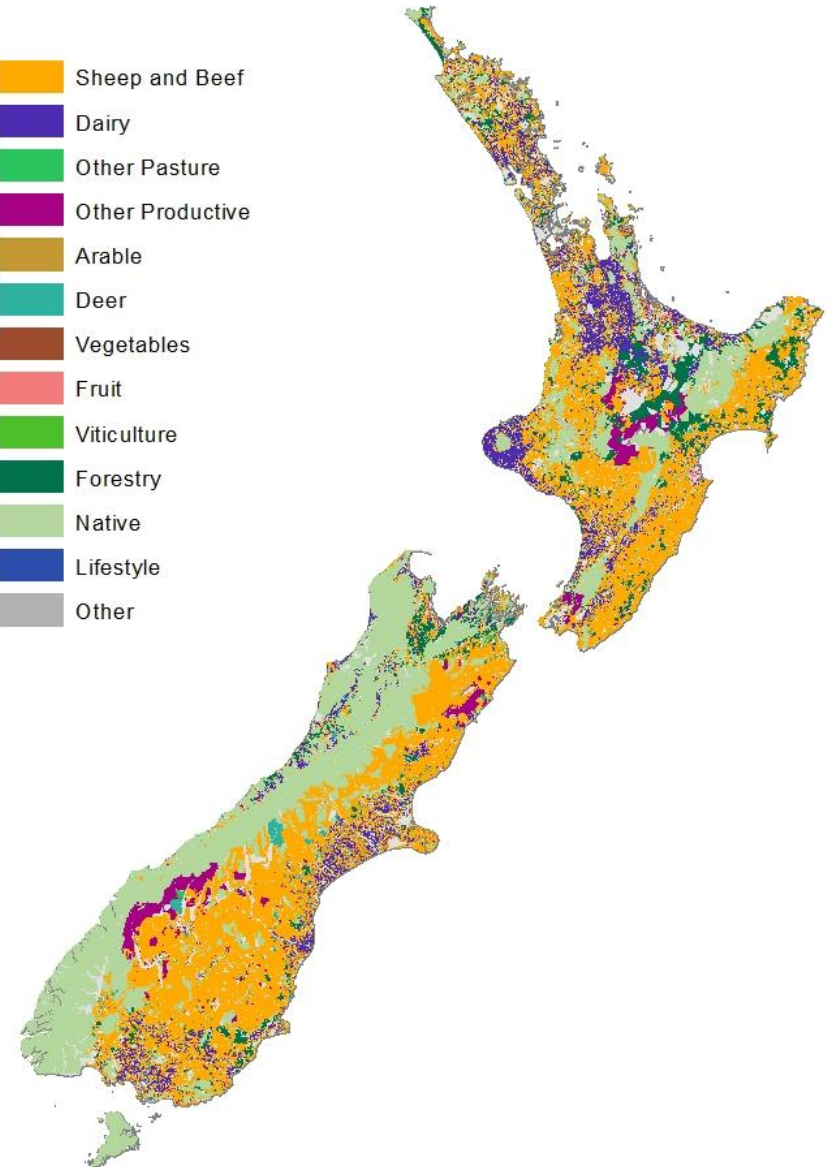 Sheep and Beef
Dairy
Other Pasture
Other Productive
Arable
Deer
Vegetables
Fruit
Viticulture
Forestry
Native
Lifestyle
Other